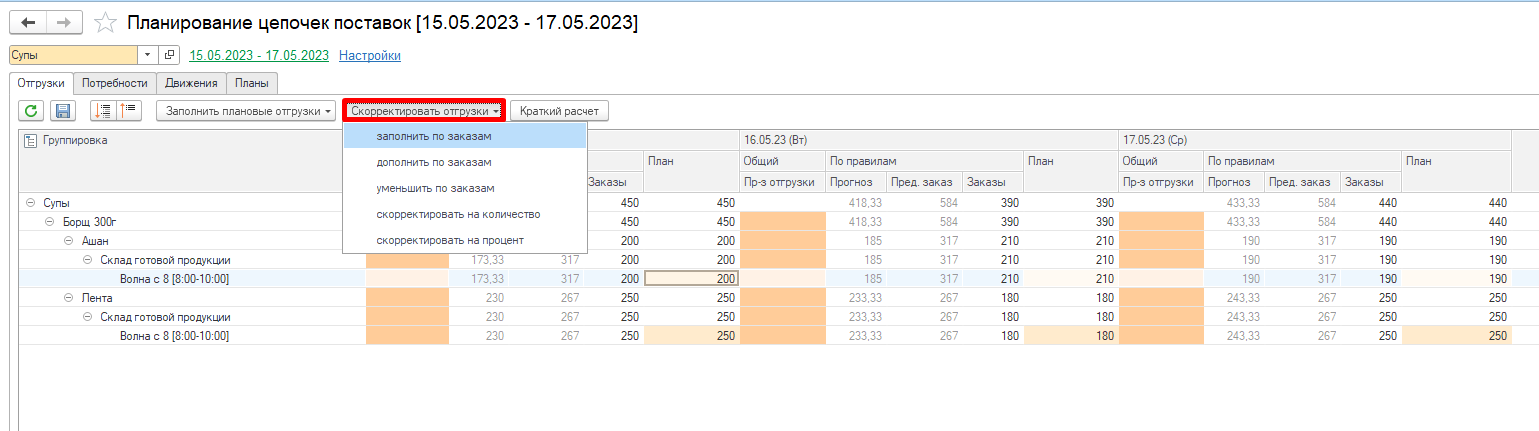 Планирование цепочек поставок [15.05.2023 - 17.05.2023]
Супы 15.05.2023 - 17.05.2023 Настройки
Отгрузки Потребности Движения Планы
Заполнить плановые отгрузки Скорректировать отгрузки Краткий расчет
заполнить по заказам
дополнить по заказам
уменьшить по заказам
скорректировать на количество
скорректировать на процент
Группировка 16.05.23 (Вт) 17.05.23 (Ср)
План Общий По правилам План Общий По правилам План
Заказы Пр-з отгрузки Прогноз Пред. заказ Заказы Пр-з отгрузки Прогноз Пред. заказ Заказы
Супы 450 450 418,33 584 390 390 433,33 584 440 440
Борщ 300г 450 450 418,33 584 390 390 433,33 584 440 440
Ашан 200 200 185 317 210 210 190 317 190 190
Склад готовой продукции 173,33 317 200 200 185 317 210 210 190 317 190 190
Волна с 8 [8:00-10:00] 173,33 317 200 200 185 317 210 210 190 317 190 190
Лента 230 267 250 250 233,33 267 180 180 243,33 267 250 250
Склад готовой продукции 230 267 250 250 233,33 267 180 180 243,33 267 250 250
Волна с 8 [8:00-10:00] 230 267 250 250 233,33 267 180 180 243,33 267 250 250